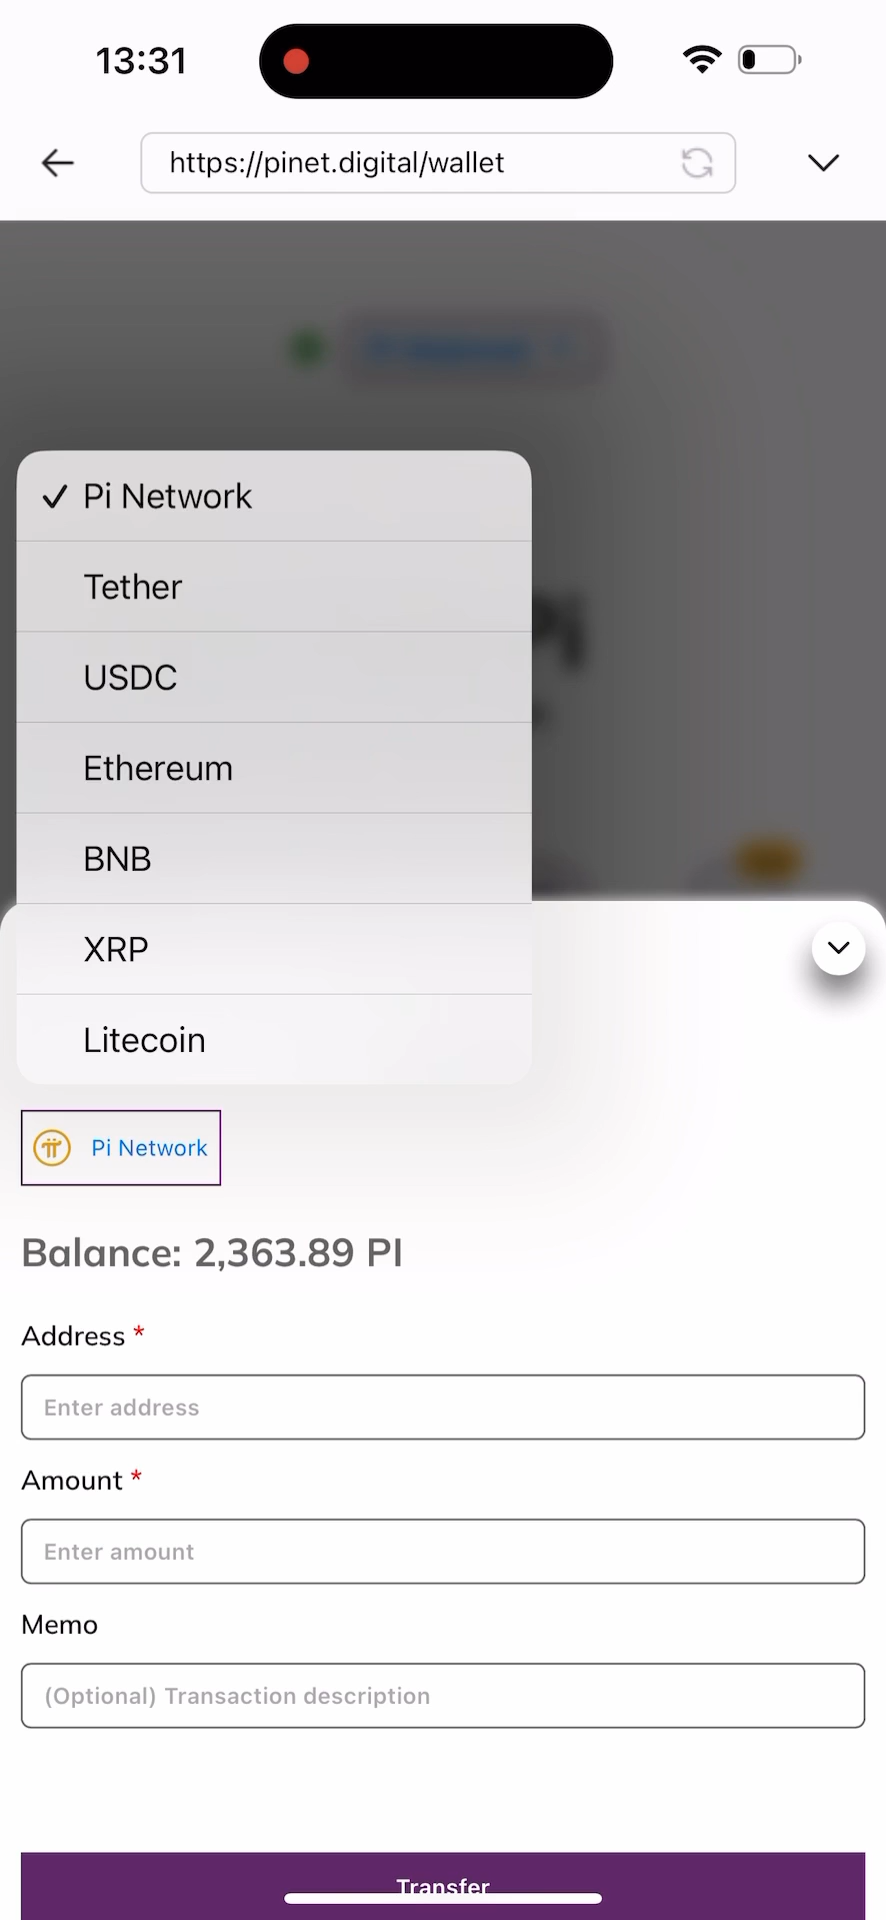 13:31
https://pinet.digital/wallet
Pi
Pi Network
Tether
USDC
Ethereum
BNB
XRP
Litecoin
Pi Network
Balance: 2,363.89 PI
Address *
Enter address
Amount *
Enter amount
Memo
(Optional) Transaction description
Transfer